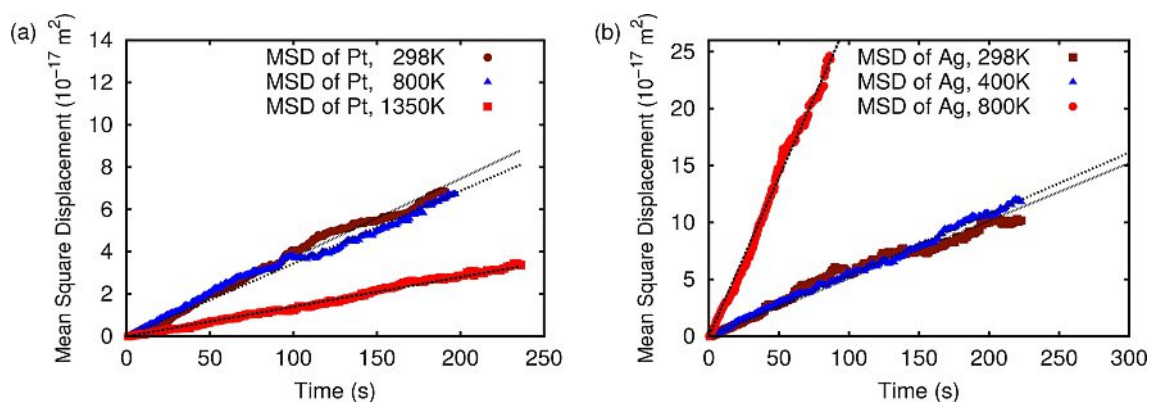 (a)
Mean Square Displacement (10⁻¹⁷ m²)
14
12
10
8
6
4
2
0
MSD of Pt, 298K
MSD of Pt, 800K
MSD of Pt, 1350K
0 50 100 150 200 250
Time (s)
(b)
Mean Square Displacement (10⁻¹⁷ m²)
25
20
15
10
5
0
MSD of Ag, 298K
MSD of Ag, 400K
MSD of Ag, 800K
0 50 100 150 200 250 300
Time (s)